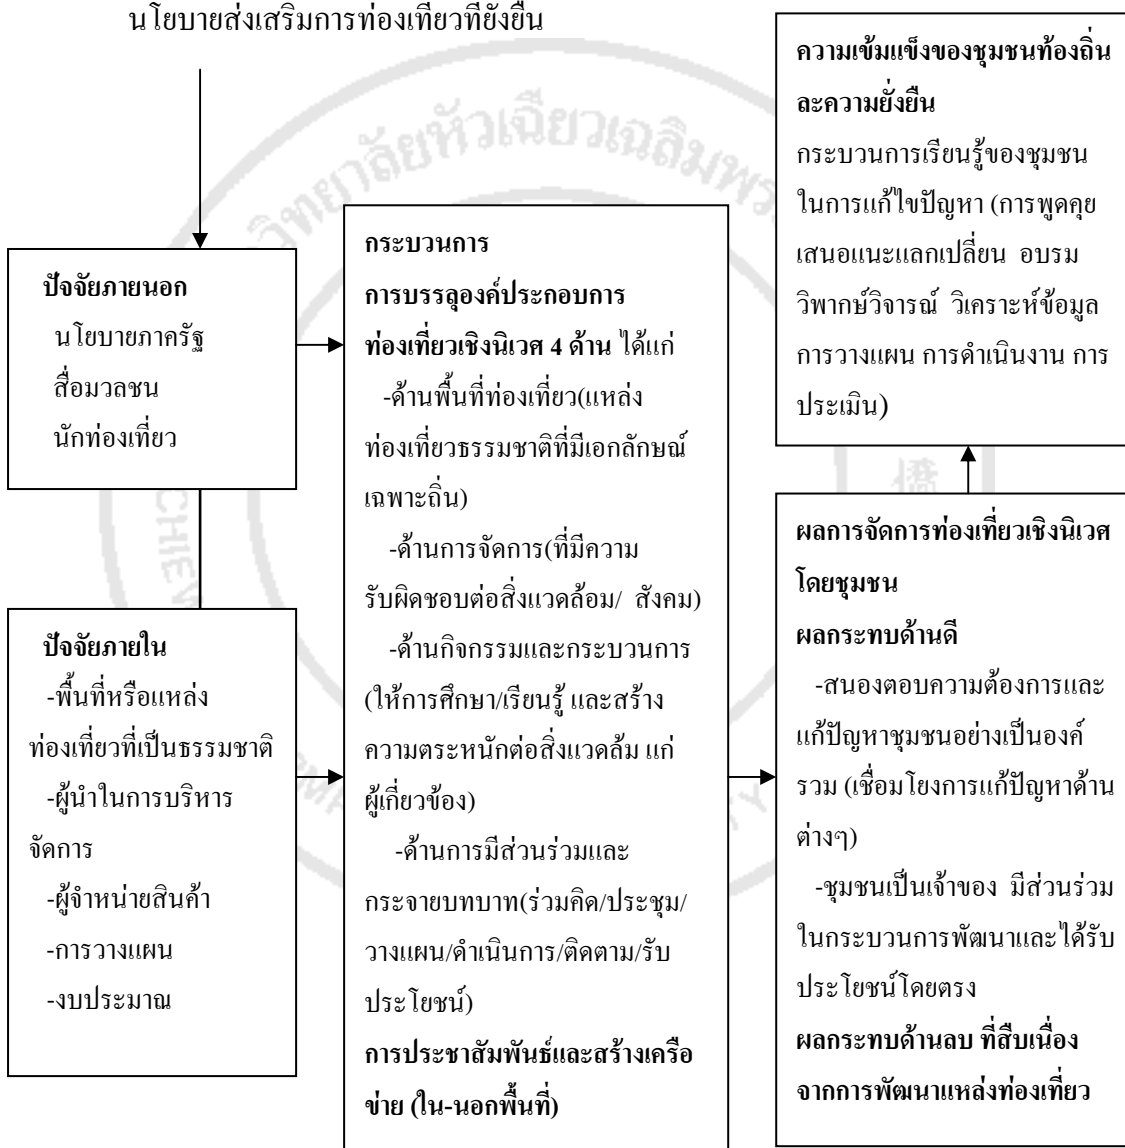 นโยบายส่งเสริมการท่องเที่ยวที่ยั่งยืน
ปัจจัยภายนอก
นโยบายภาครัฐ
สื่อมวลชน
นักท่องเที่ยว
ปัจจัยภายใน
-พื้นที่หรือแหล่ง
ท่องเที่ยวที่เป็นธรรมชาติ
-ผู้นำในการบริหาร
จัดการ
-ผู้จำหน่ายสินค้า
-การวางแผน
-งบประมาณ
กระบวนการ
การบรรลุองค์ประกอบการ
ท่องเที่ยวเชิงนิเวศ 4 ด้าน ได้แก่
-ด้านพื้นที่ท่องเที่ยว(แหล่ง
ท่องเที่ยวธรรมชาติที่มีเอกลักษณ์
เฉพาะถิ่น)
-ด้านการจัดการ(ที่มีความ
รับผิดชอบต่อสิ่งแวดล้อม/ สังคม)
-ด้านกิจกรรมและกระบวนการ
(ให้การศึกษา/เรียนรู้ และสร้าง
ความตระหนักต่อสิ่งแวดล้ม แก่
ผู้เกี่ยวข้อง)
-ด้านการมีส่วนร่วมและ
กระจายบทบาท(ร่วมคิด/ประชุม/
วางแผน/ดำเนินการ/ติดตาม/รับ
ประโยชน์)
การประชาสัมพันธ์และสร้างเครือ
ข่าย (ใน-นอกพื้นที่)
ความเข้มแข็งของชุมชนท้องถิ่น
ละความยั่งยืน
กระบวนการเรียนรู้ของชุมชน
ในการแก้ไขปัญหา (การพูดคุย
เสนอแนะแลกเปลี่ยน อบรม
วิพากษ์วิจารณ์ วิเคราะห์ข้อมูล
การวางแผน การดำเนินงาน การ
ประเมิน)
ผลการจัดการท่องเที่ยวเชิงนิเวศ
โดยชุมชน
ผลกระทบด้านดี
-สนองตอบความต้องการและ
แก้ปัญหาชุมชนอย่างเป็นองค์
รวม (เชื่อมโยงการแก้ปัญหาด้าน
ต่างๆ)
-ชุมชนเป็นเจ้าของ มีส่วนร่วม
ในกระบวนการพัฒนาและได้รับ
ประโยชน์โดยตรง
ผลกระทบด้านลบ ที่สืบเนื่อง
จากการพัฒนาแหล่งท่องเที่ยว